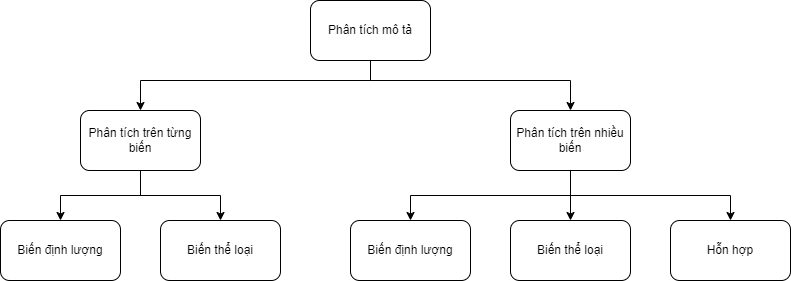 Phân tích mô tả
Phân tích trên từng
biến
Phân tích trên nhiều
biến
Biến định lượng
Biến thể loại
Biến định lượng
Biến thể loại
Hỗn hợp